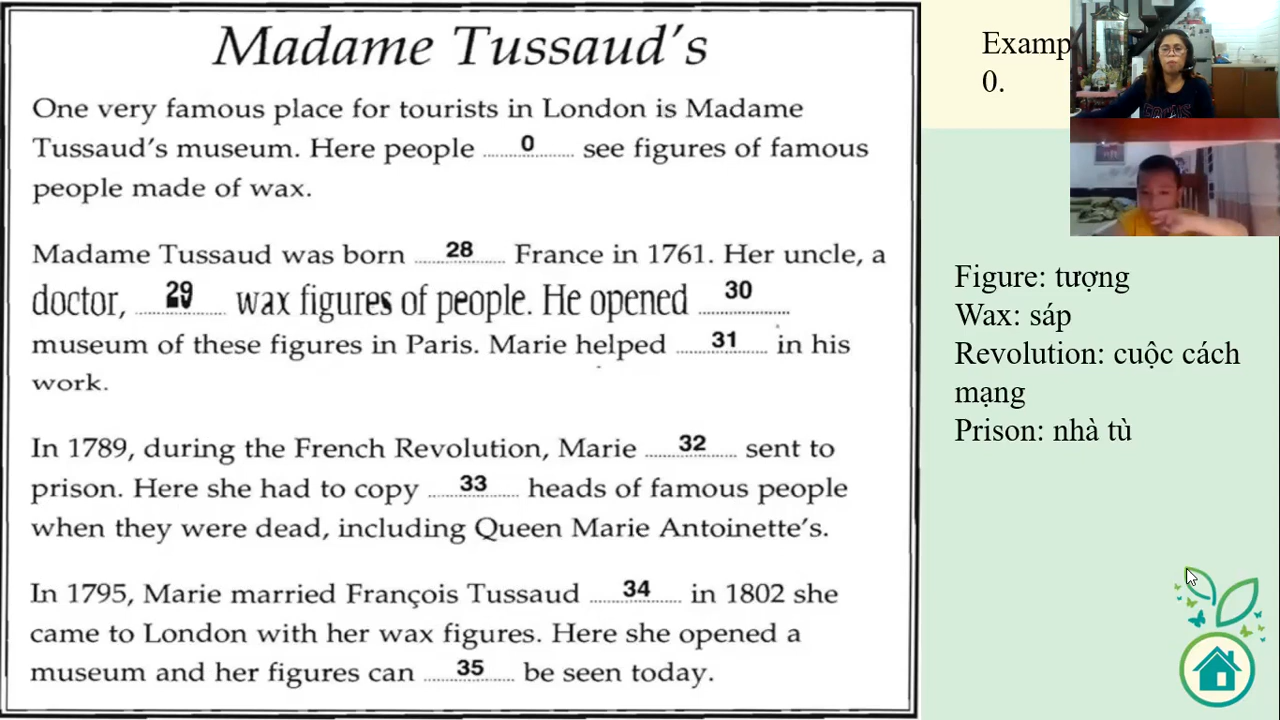 Madame Tussaud's
One very famous place for tourists in London is Madame
Tussaud's museum. Here people ......0...... see figures of famous
people made of wax.
Madame Tussaud was born ......28...... France in 1761. Her uncle, a
doctor, ......29...... wax figures of people. He opened ......30......
museum of these figures in Paris. Marie helped ......31...... in his
work.
In 1789, during the French Revolution, Marie ......32...... sent to
prison. Here she had to copy ......33...... heads of famous people
when they were dead, including Queen Marie Antoinette's.
In 1795, Marie married François Tussaud ......34...... in 1802 she
came to London with her wax figures. Here she opened a
museum and her figures can ......35...... be seen today.
Examp
0.
Figure: tượng
Wax: sáp
Revolution: cuộc cách
mạng
Prison: nhà tù